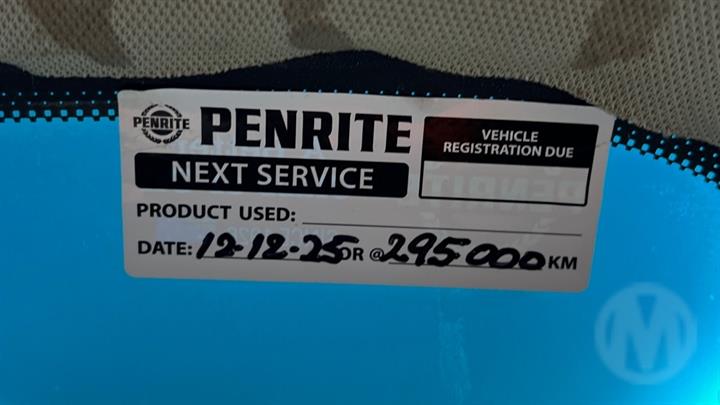 PENRITE
PENRITE
VEHICLE
REGISTRATION DUE
NEXT SERVICE
PRODUCT USED:
DATE: 12-12-25 OR @ 295000 KM
M